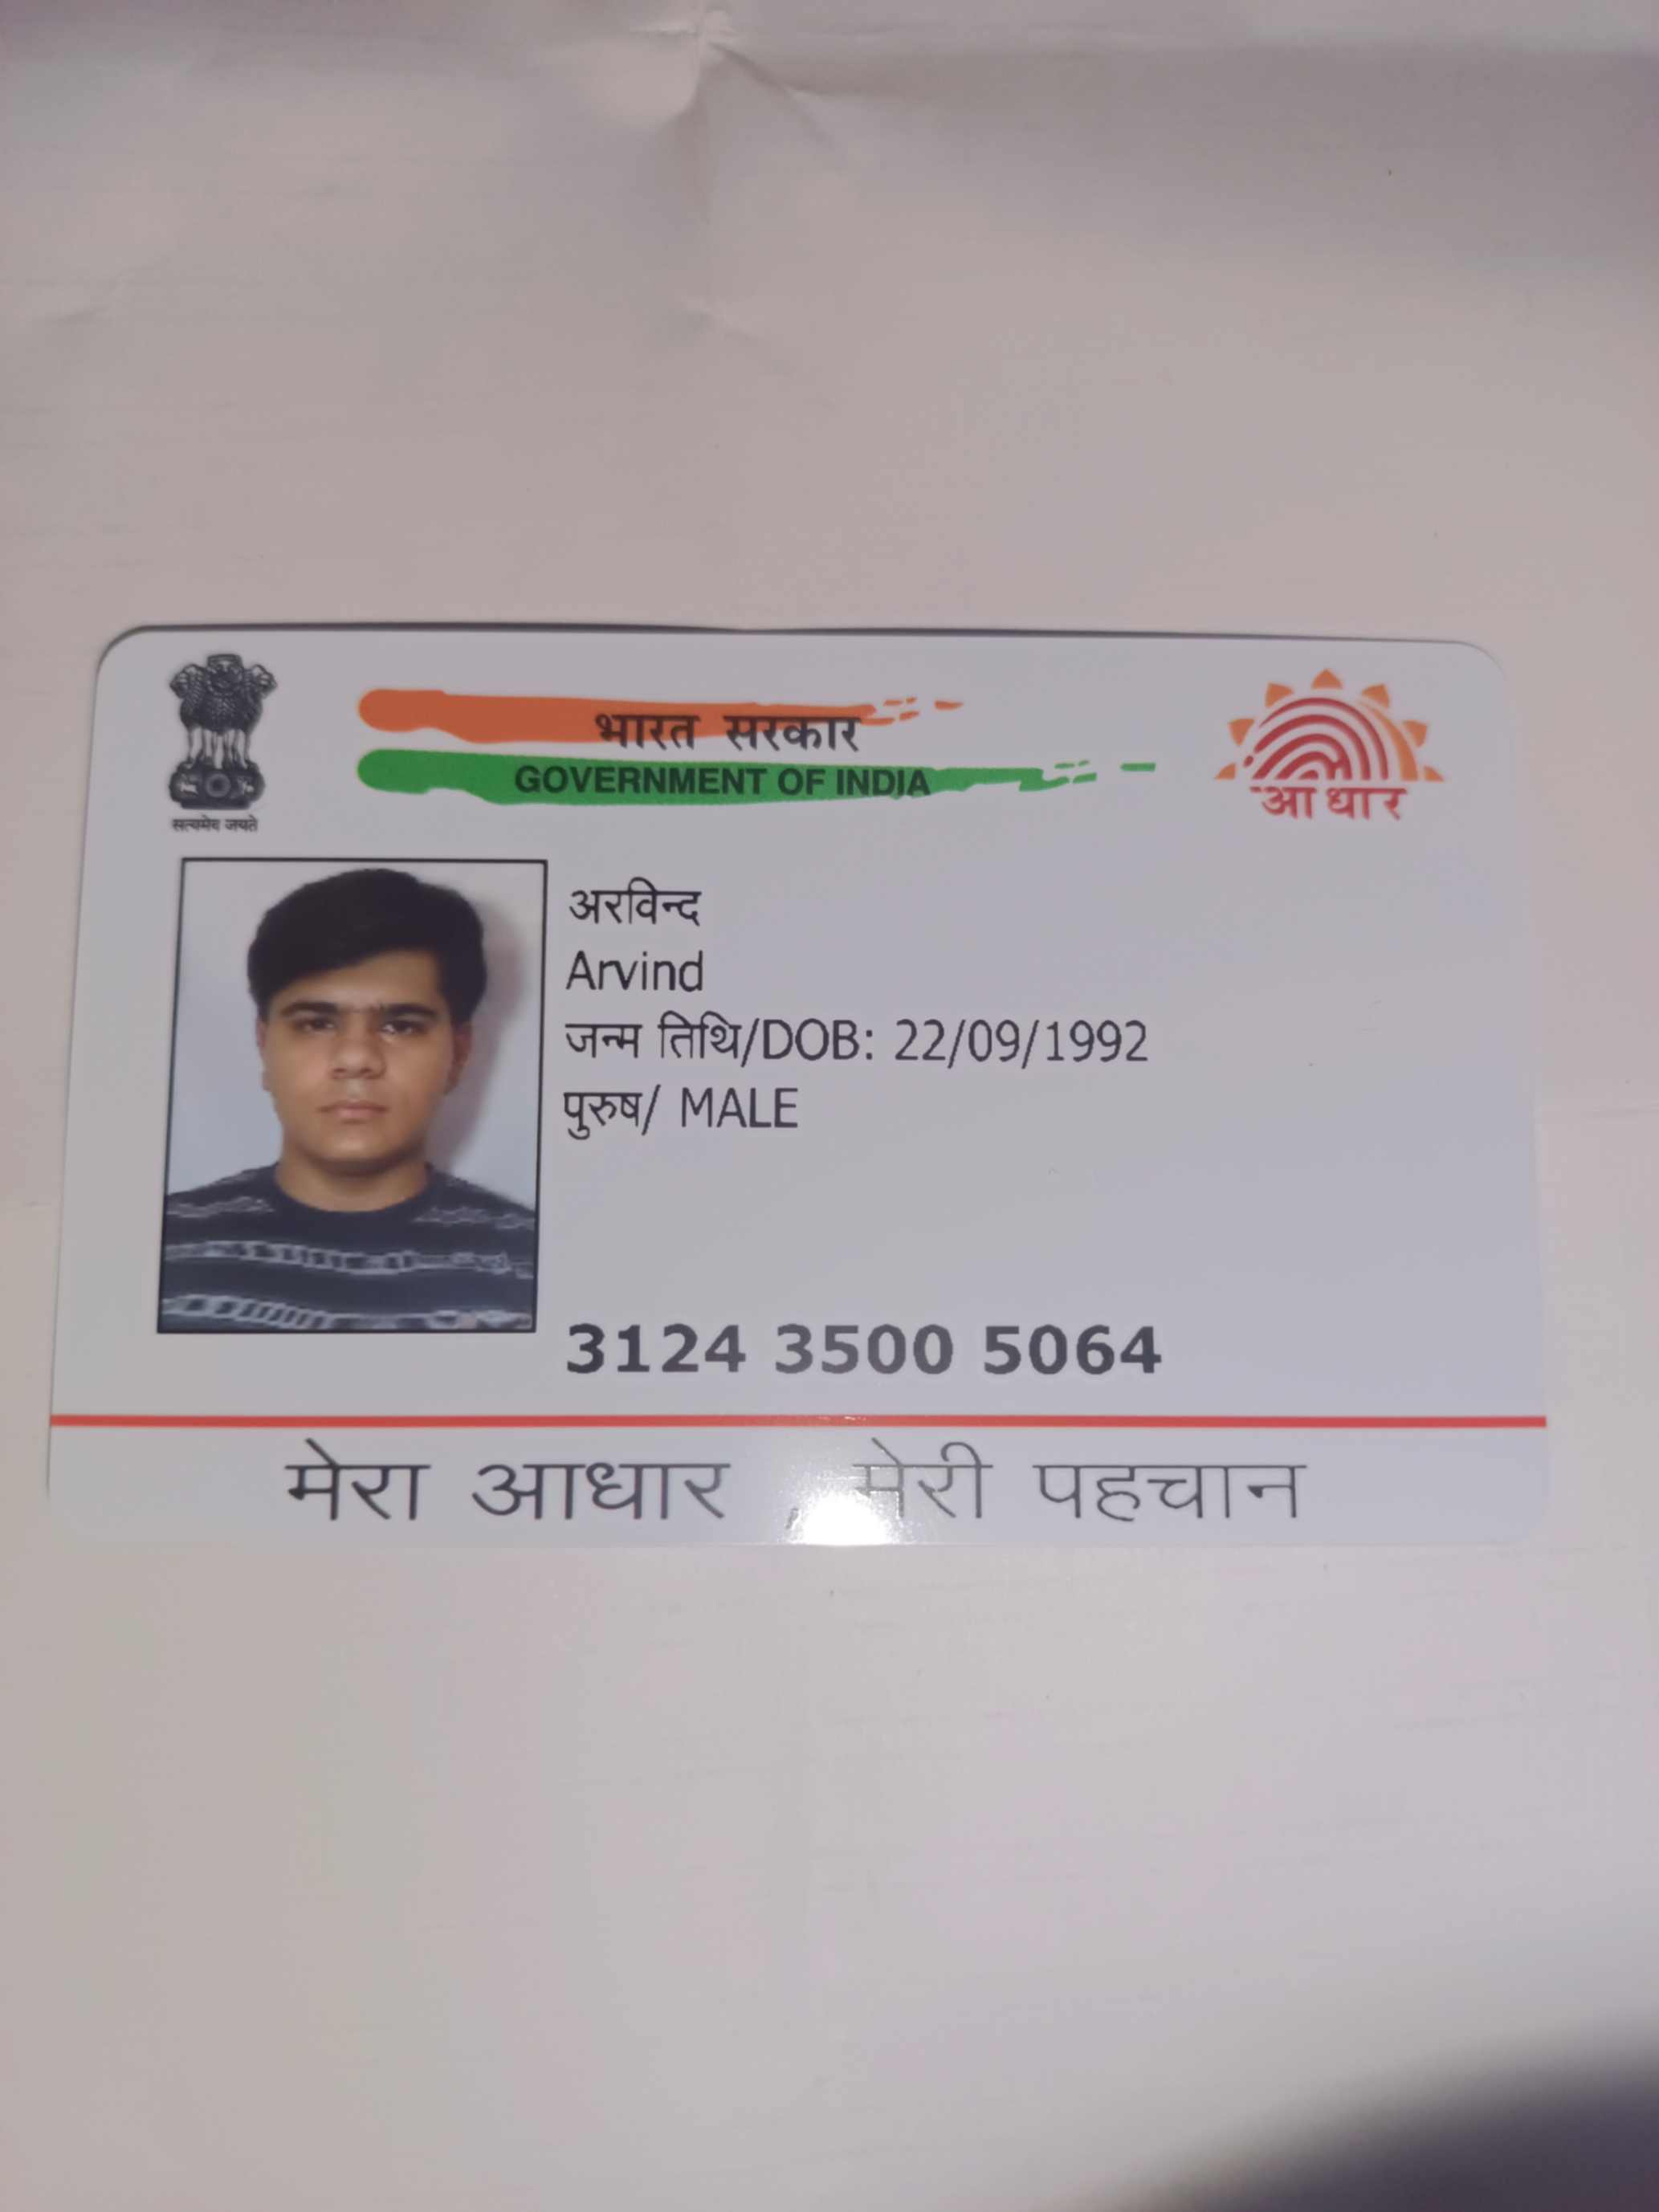 भारत सरकार
GOVERNMENT OF INDIA
आधार
सत्यमेव जयते
अरविन्द
Arvind
जन्म तिथि/DOB: 22/09/1992
पुरुष/ MALE
3124 3500 5064
मेरा आधार , मेरी पहचान